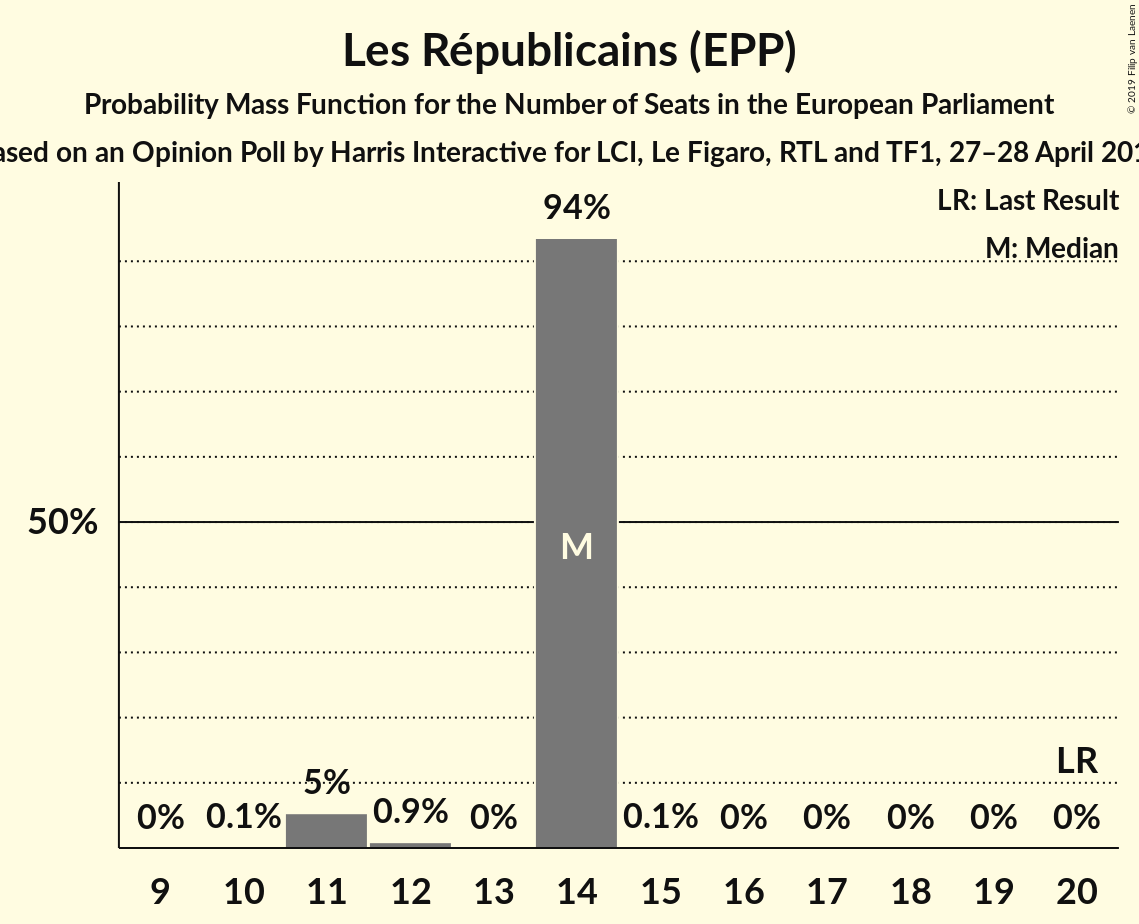 Les Républicains (EPP)
Probability Mass Function for the Number of Seats in the European Parliament
ased on an Opinion Poll by Harris Interactive for LCI, Le Figaro, RTL and TF1, 27–28 April 201
© 2019 Filip van Laenen
LR: Last Result
M: Median
94%
50%
M
LR
0% 0.1% 5% 0.9% 0% 0.1% 0% 0% 0% 0% 0%
9 10 11 12 13 14 15 16 17 18 19 20